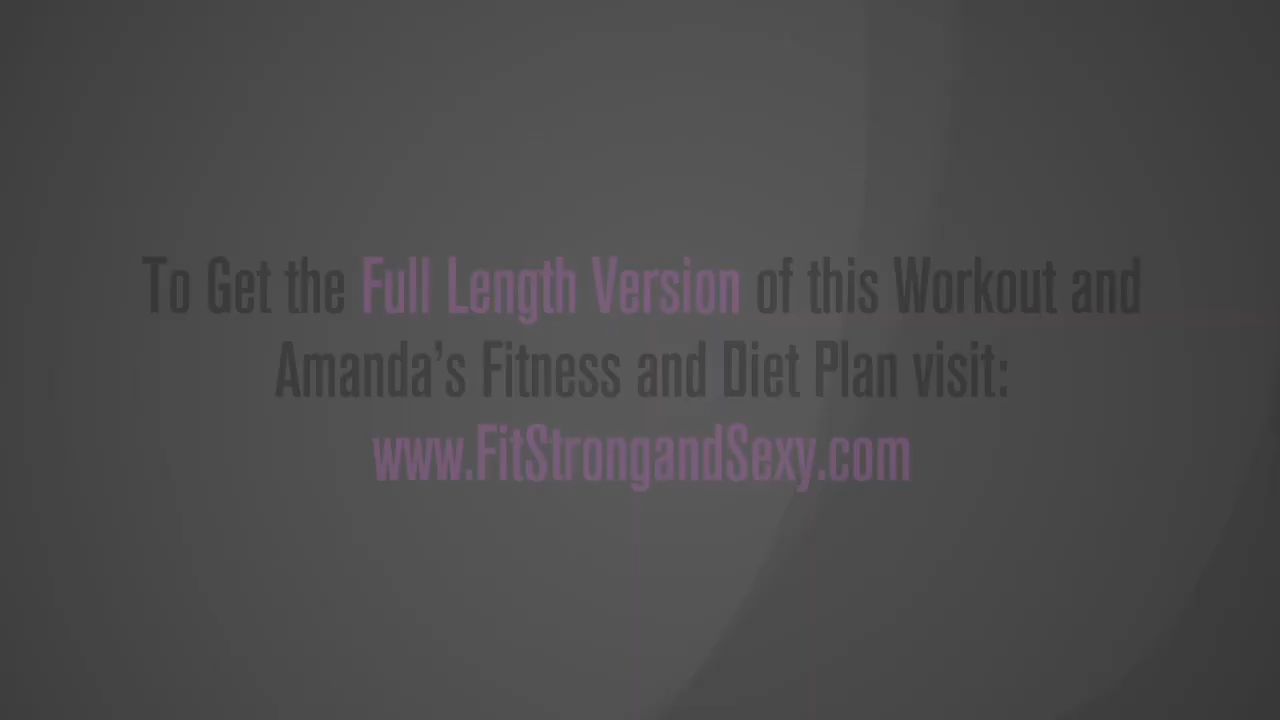 To Get the Full Length Version of this Workout and
Amanda’s Fitness and Diet Plan visit:
www.FitStrongandSexy.com